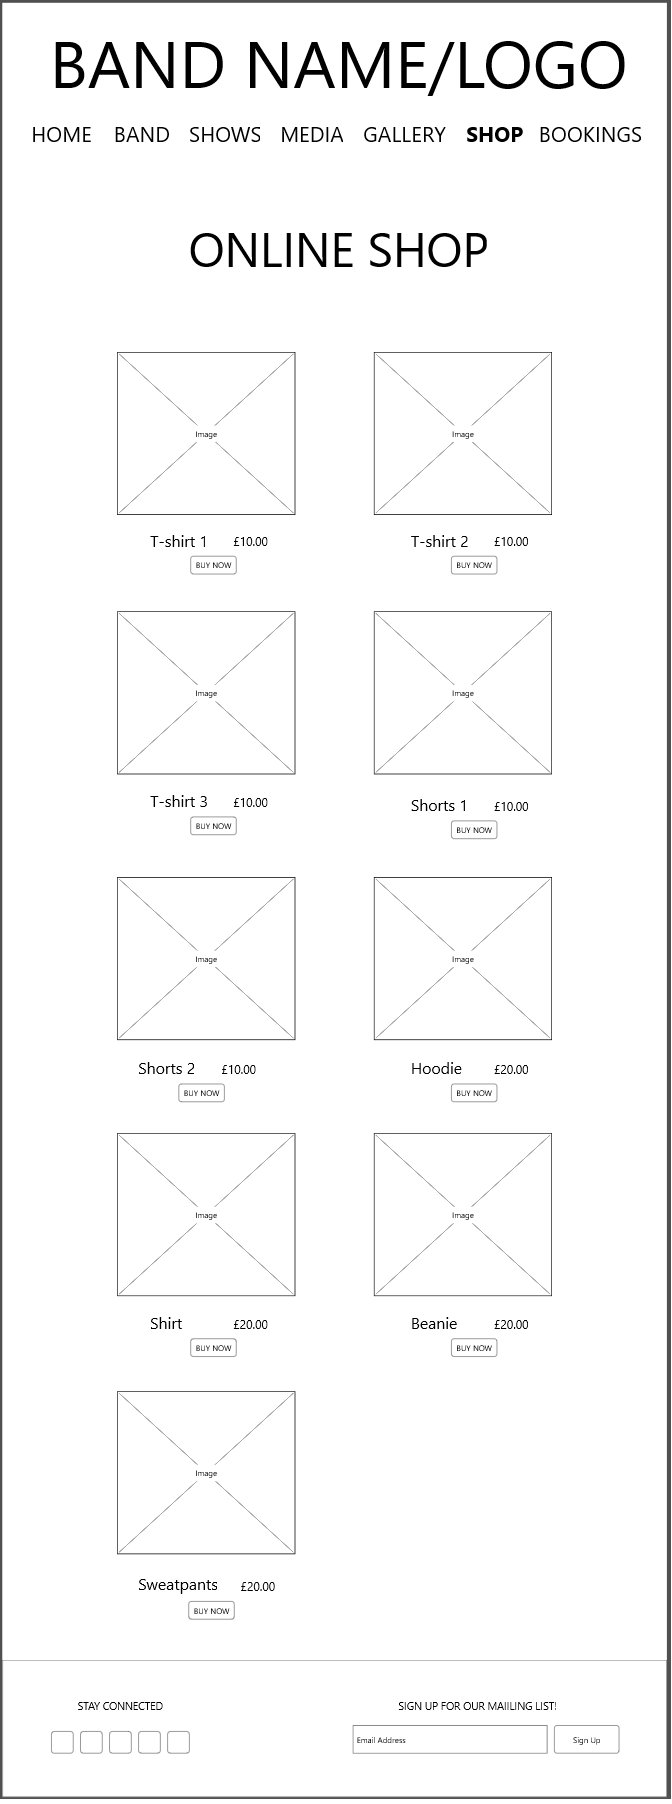 BAND NAME/LOGO
HOME BAND SHOWS MEDIA GALLERY SHOP BOOKINGS
ONLINE SHOP
Image Image
T-shirt 1 £10.00 T-shirt 2 £10.00
BUY NOW BUY NOW
Image Image
T-shirt 3 £10.00 Shorts 1 £10.00
BUY NOW BUY NOW
Image Image
Shorts 2 £10.00 Hoodie £20.00
BUY NOW BUY NOW
Image Image
Shirt £20.00 Beanie £20.00
BUY NOW BUY NOW
Image
Sweatpants £20.00
BUY NOW
STAY CONNECTED SIGN UP FOR OUR MAIILING LIST!
Email Address Sign Up